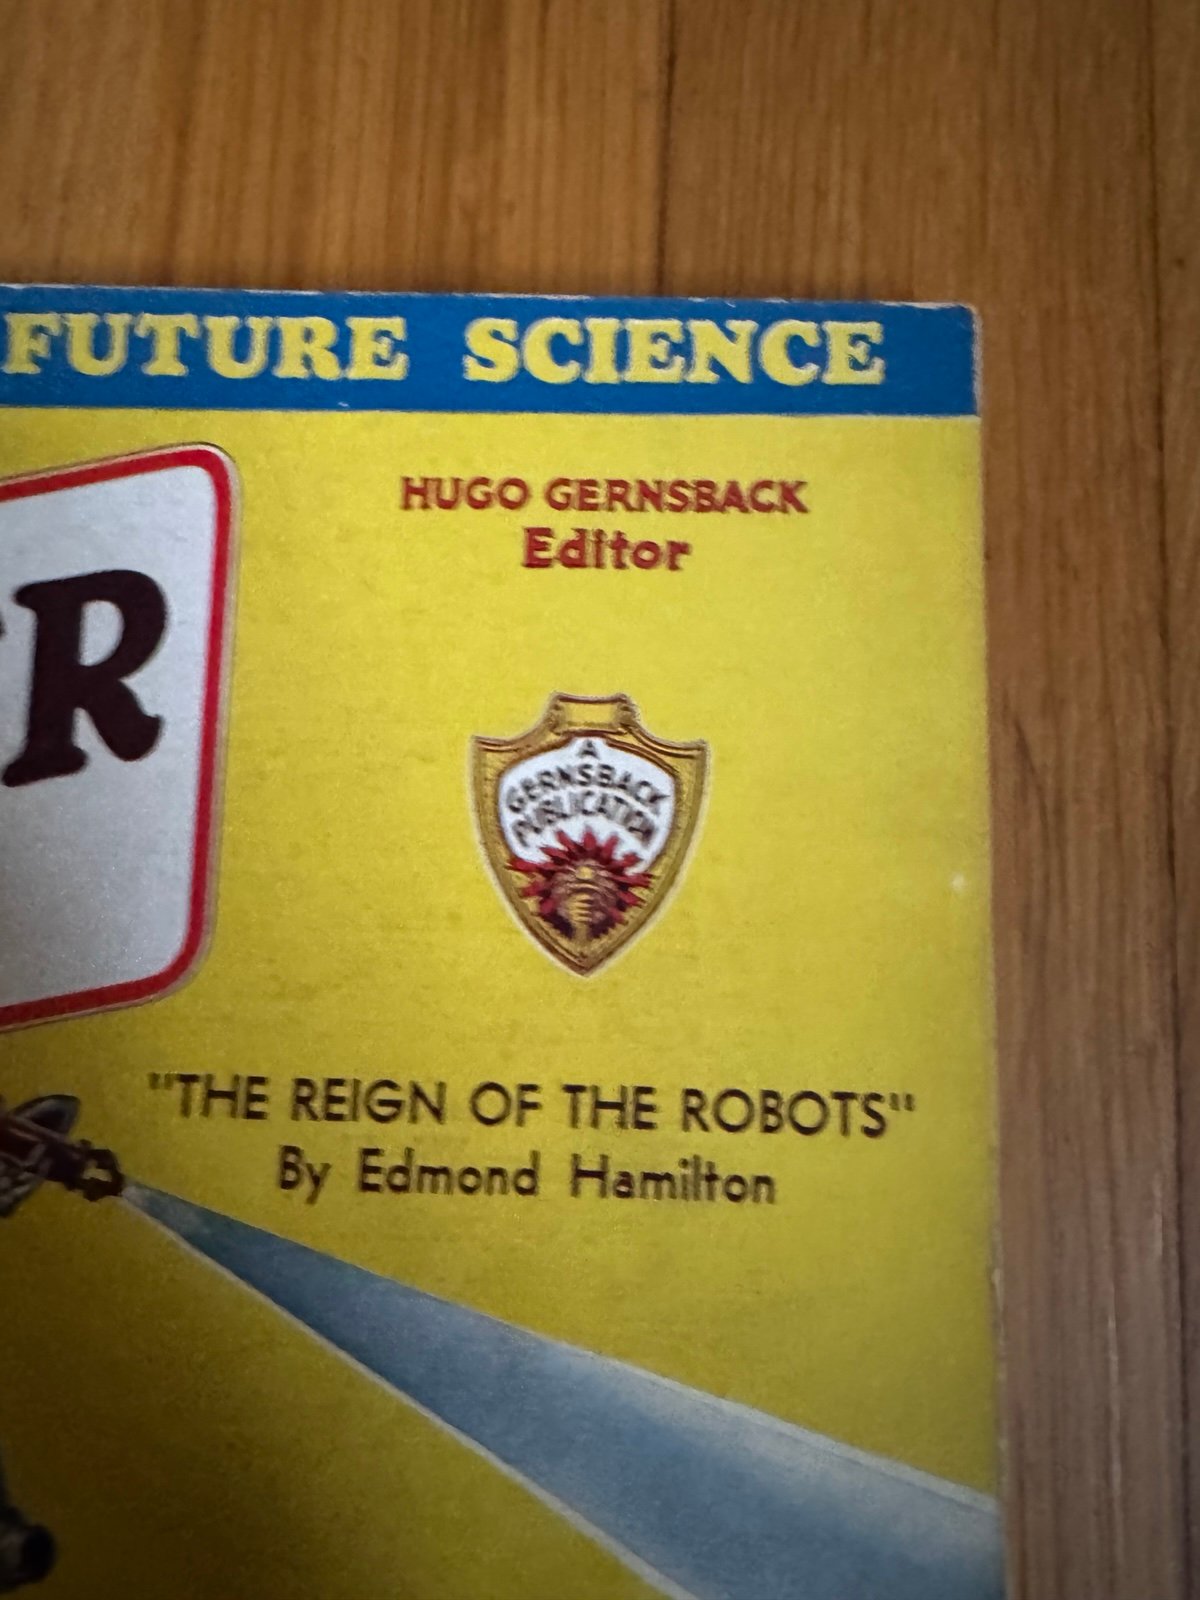 FUTURE SCIENCE
HUGO GERNSBACK
Editor
R
A
GERNSBACK
PUBLICATION
"THE REIGN OF THE ROBOTS"
By Edmond Hamilton